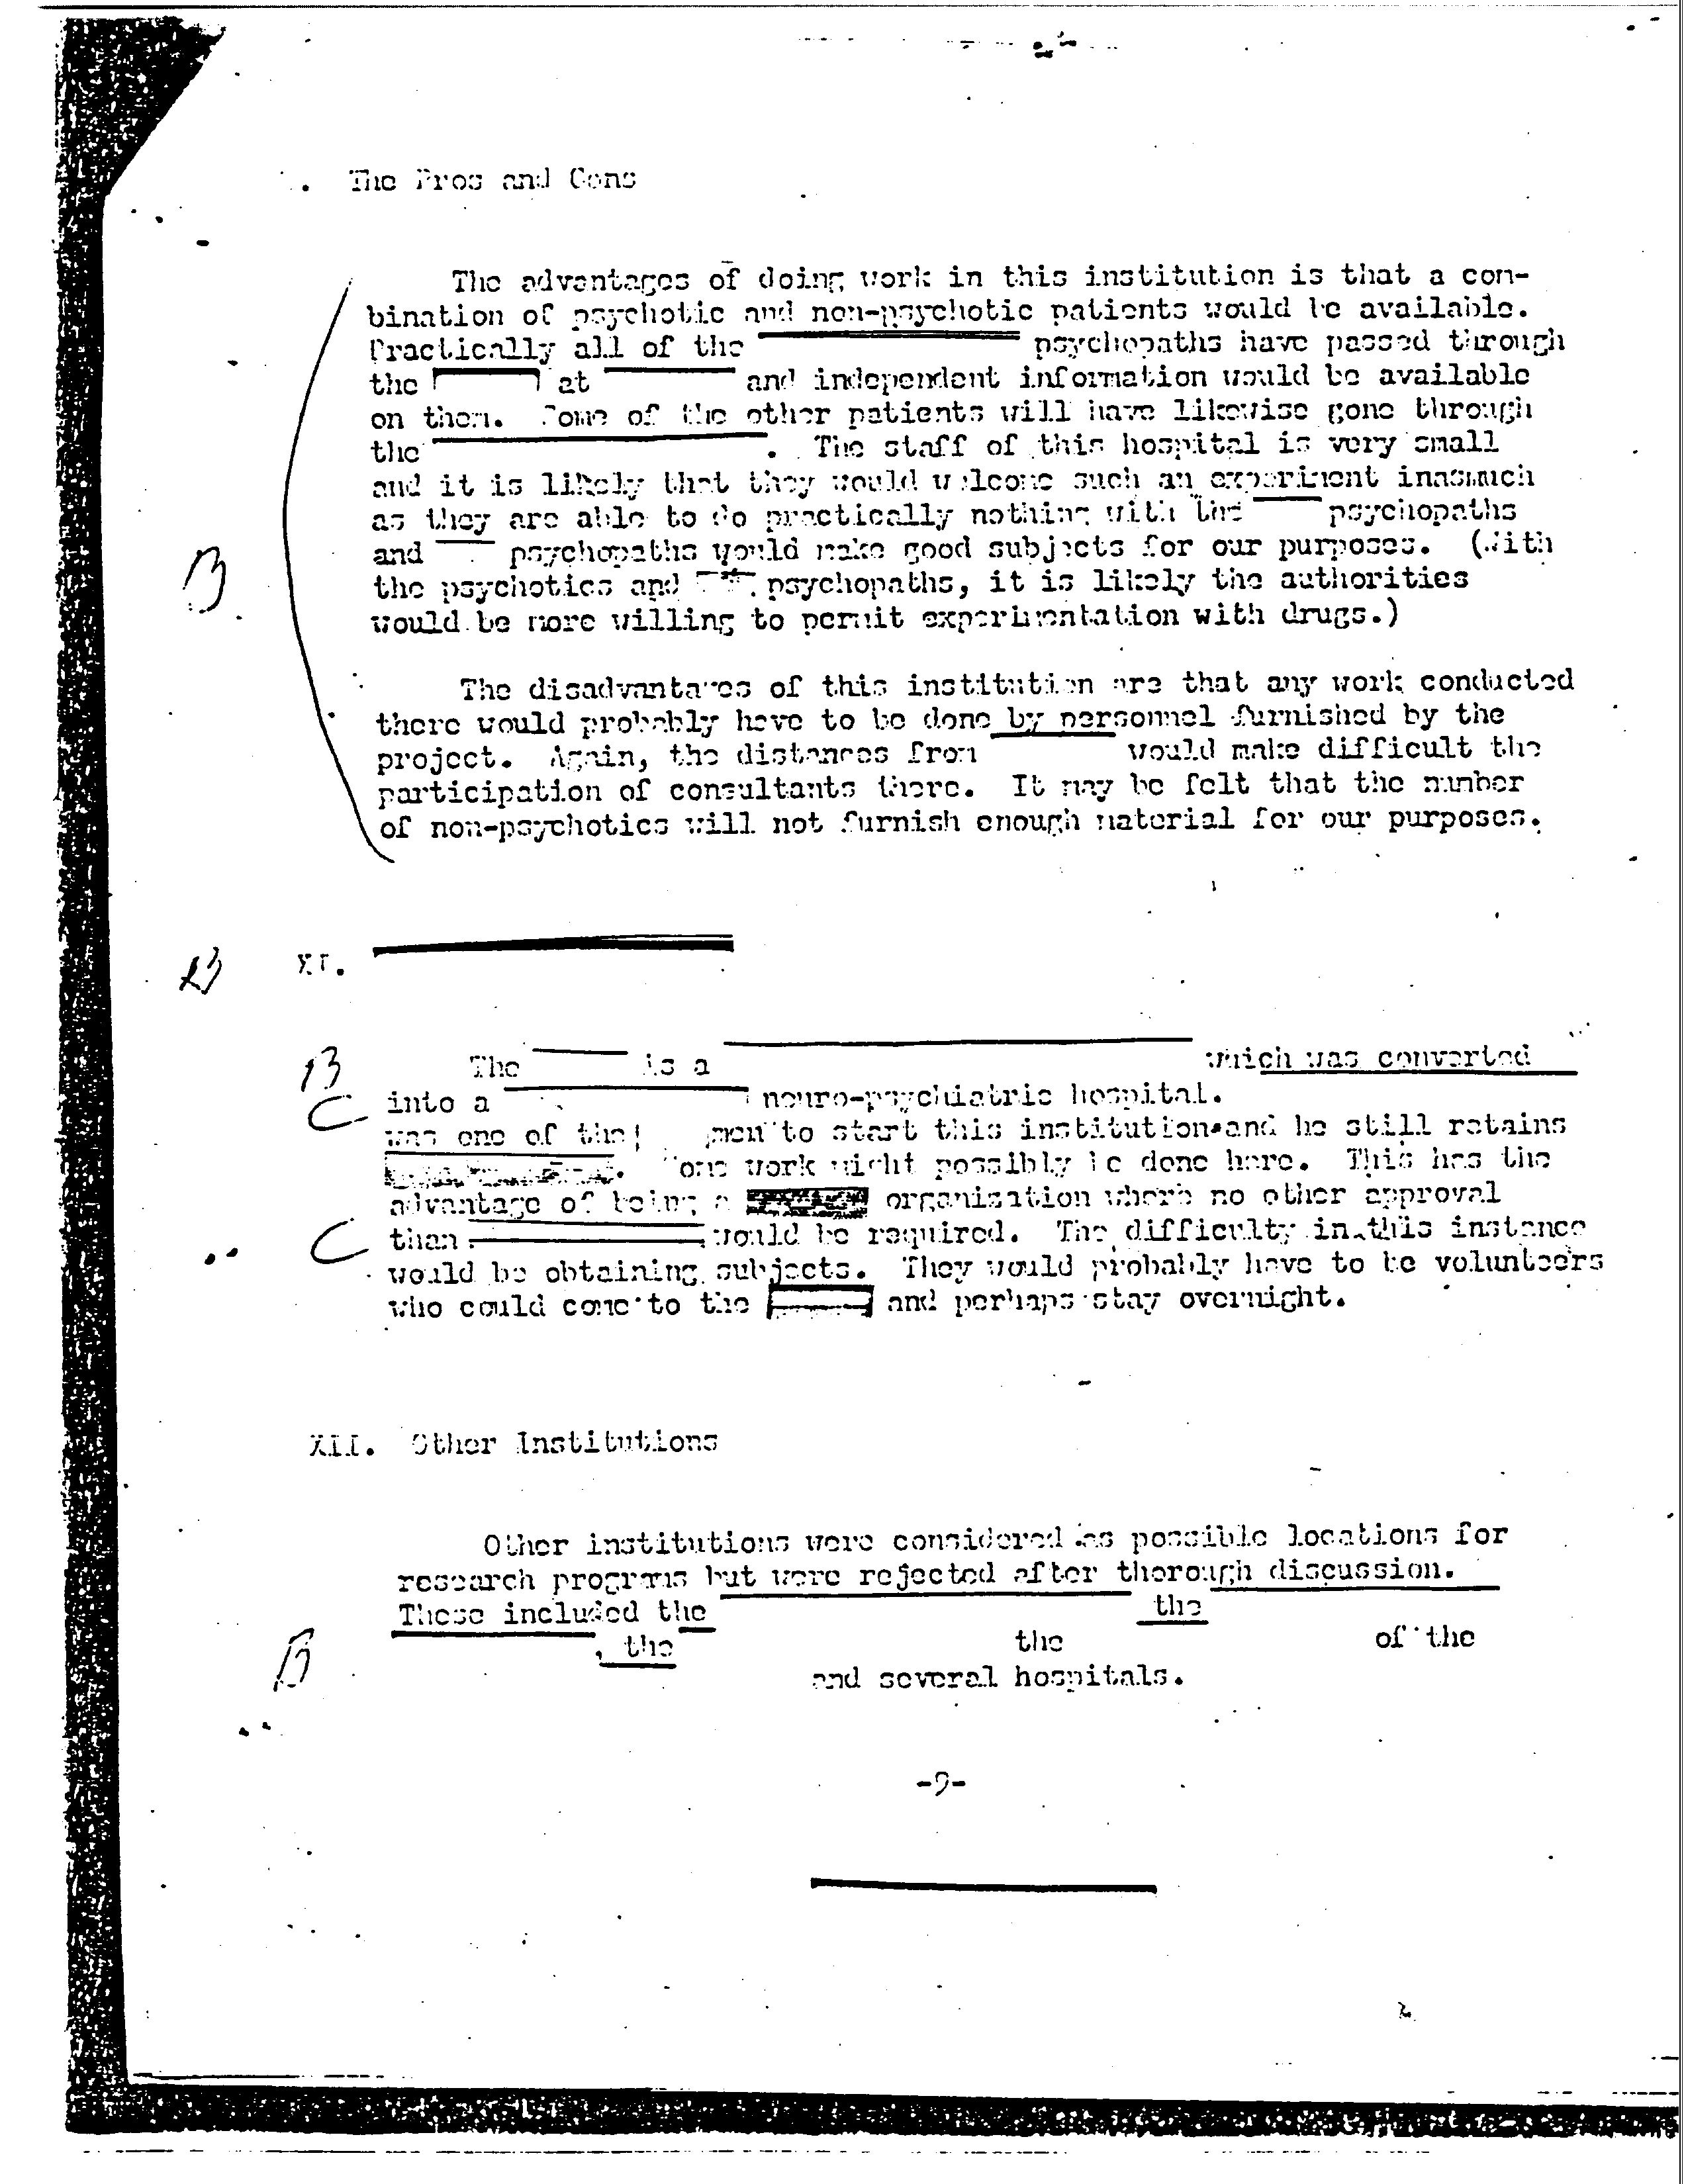 The Pros and Cons
The advantages of doing work in this institution is that a com-
bination of psychotic and non-psychotic patients would be available.
Practically all of the psychopaths have passed through
the at and independent information would be available
on them. Some of the other patients will have likewise gone through
the . The staff of this hospital is very small
and it is likely that they would welcome such an experiment inasmuch
as they are able to do practically nothing with the psychopaths
and psychopaths would make good subjects for our purposes. (With
the psychotics and psychopaths, it is likely the authorities
would be more willing to permit experimentation with drugs.)
The disadvantages of this institution are that any work conducted
there would probably have to be done by personnel furnished by the
project. Again, the distances from would make difficult the
participation of consultants there. It may be felt that the number
of non-psychotics will not furnish enough material for our purposes.
B
B XI.
B The is a which was converted
C into a neuro-psychiatric hospital.
was one of the men to start this institution and he still retains
. Some work might possibly be done here. This has the
advantage of being a organization where no other approval
C than would be required. The difficulty in this instance
would be obtaining subjects. They would probably have to be volunteers
who could come to the and perhaps stay overnight.
XII. Other Institutions
Other institutions were considered as possible locations for
research programs but were rejected after thorough discussion.
These included the the
B , the the of the
and several hospitals.
-9-